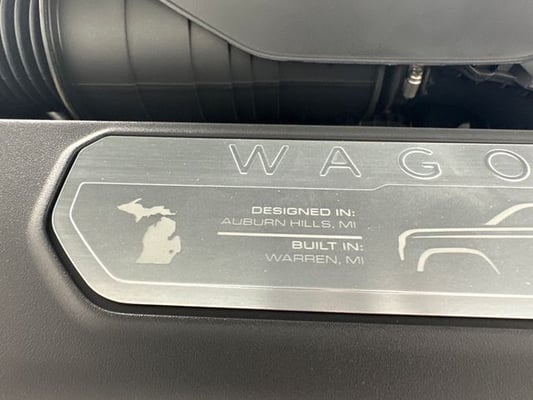 WAGO
DESIGNED IN:
AUBURN HILLS, MI
BUILT IN:
WARREN, MI